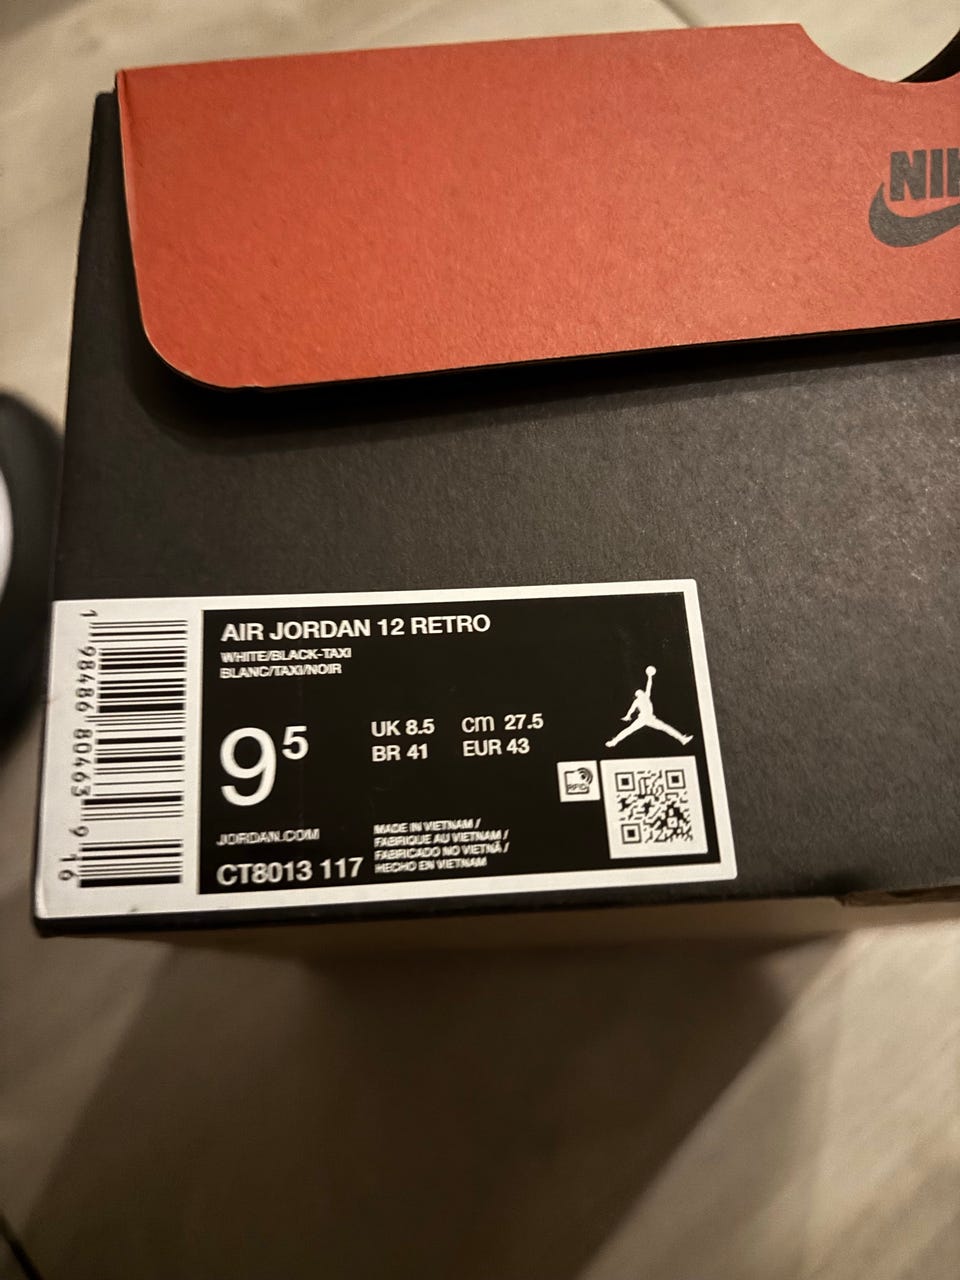 NIK
AIR JORDAN 12 RETRO
WHITE/BLACK-TAXI
BLANC/TAXI/NOIR
9⁵
UK 8.5 cm 27.5
BR 41 EUR 43
RFID
JORDAN.COM
MADE IN VIETNAM /
FABRIQUE AU VIETNAM /
FABRICADO NO VIETNÃ /
HECHO EN VIETNAM
CT8013 117
1 98486 80463 9 16